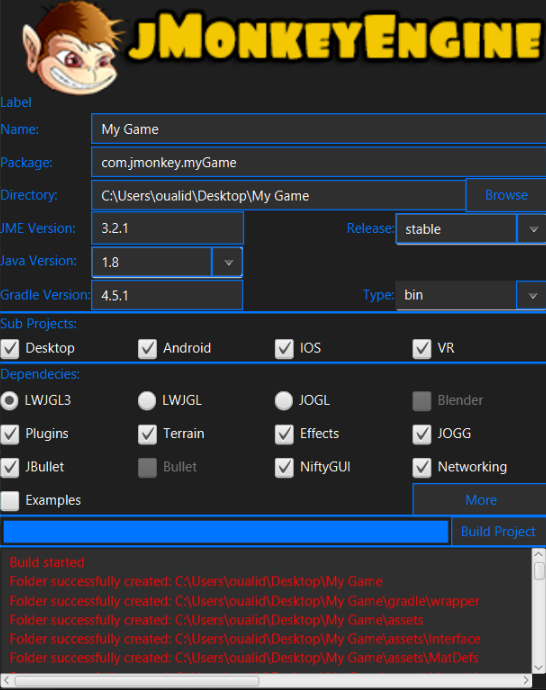 JMONKEYENGINE
Label
Name: My Game
Package: com.jmonkey.myGame
Directory: C:\Users\oualid\Desktop\My Game Browse
JME Version: 3.2.1 Release: stable
Java Version: 1.8
Gradle Version: 4.5.1 Type: bin
Sub Projects:
Desktop Android IOS VR
Dependecies:
LWJGL3 LWJGL JOGL Blender
Plugins Terrain Effects JOGG
JBullet Bullet NiftyGUI Networking
Examples More
Build Project
Build started
Folder successfully created: C:\Users\oualid\Desktop\My Game
Folder successfully created: C:\Users\oualid\Desktop\My Game\gradle\wrapper
Folder successfully created: C:\Users\oualid\Desktop\My Game\assets
Folder successfully created: C:\Users\oualid\Desktop\My Game\assets\Interface
Folder successfully created: C:\Users\oualid\Desktop\My Game\assets\MatDefs